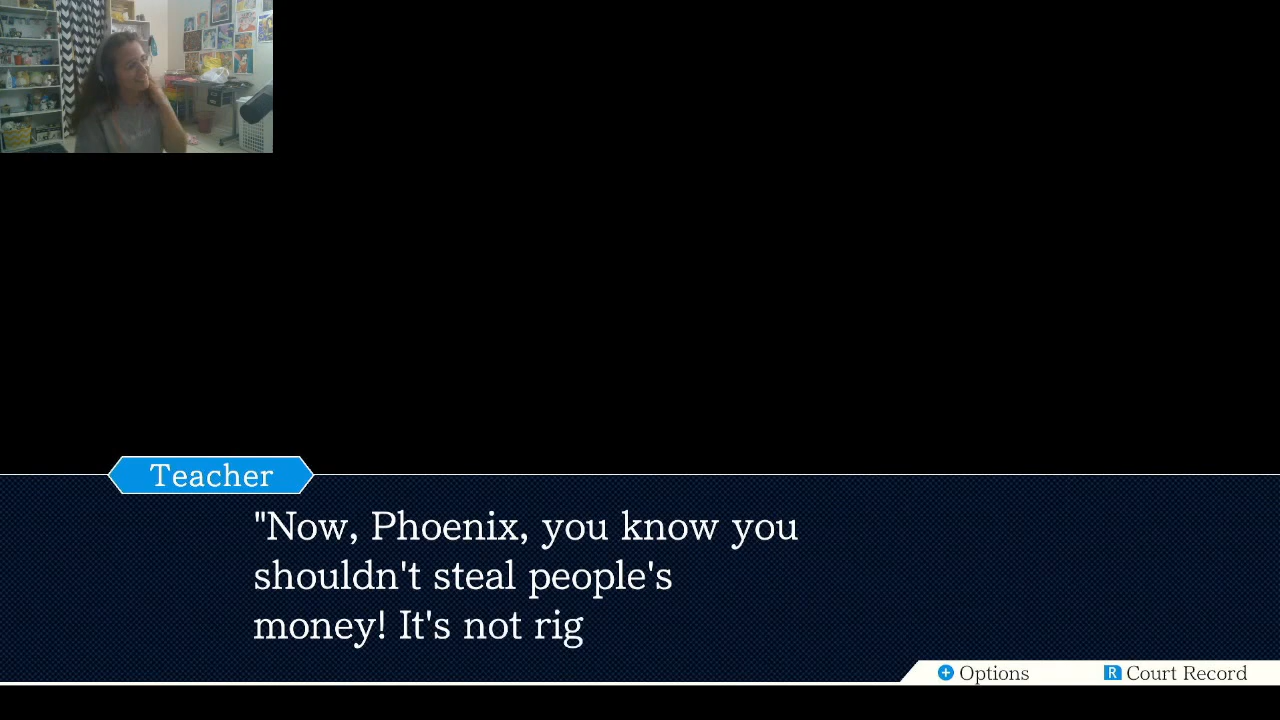 Teacher
"Now, Phoenix, you know you
shouldn't steal people's
money! It's not rig
+ Options
R Court Record